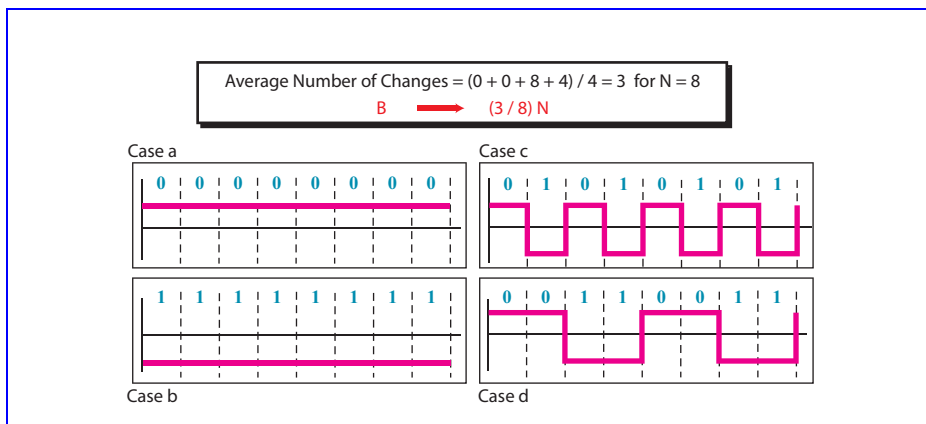 Average Number of Changes = (0 + 0 + 8 + 4) / 4 = 3 for N = 8
B (3 / 8) N
Case a
0 0 0 0 0 0 0 0
Case c
0 1 0 1 0 1 0 1
1 1 1 1 1 1 1 1
Case b
0 0 1 1 0 0 1 1
Case d